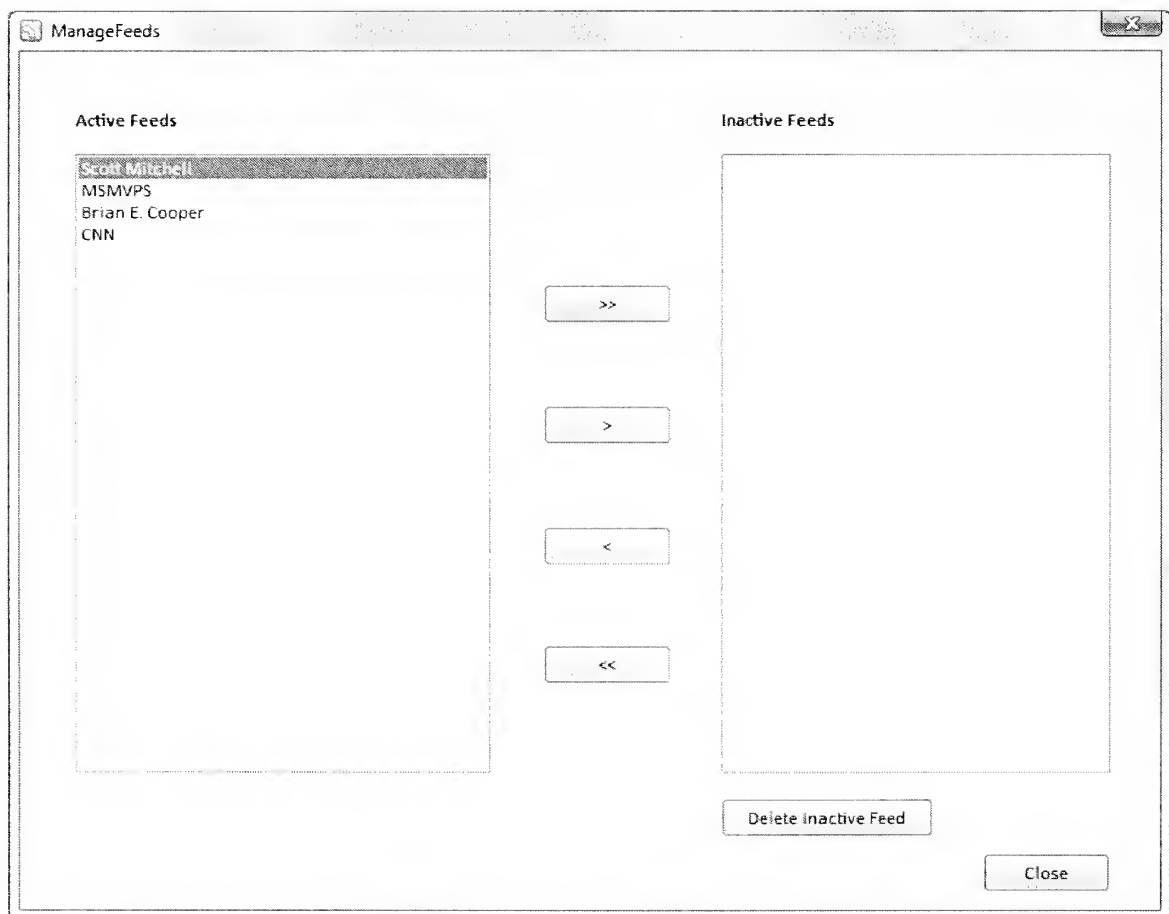 ManageFeeds
Active Feeds
Inactive Feeds
Scott Mitchell
MSMVPS
Brian E. Cooper
CNN
>>
>
<
<<
Delete Inactive Feed
Close